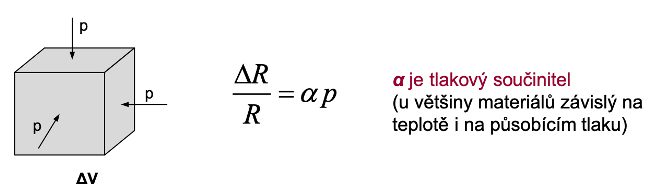 p
p
p
ΔV
ΔR
R
= α p
α je tlakový součinitel
(u většiny materiálů závislý na
teplotě i na působícím tlaku)